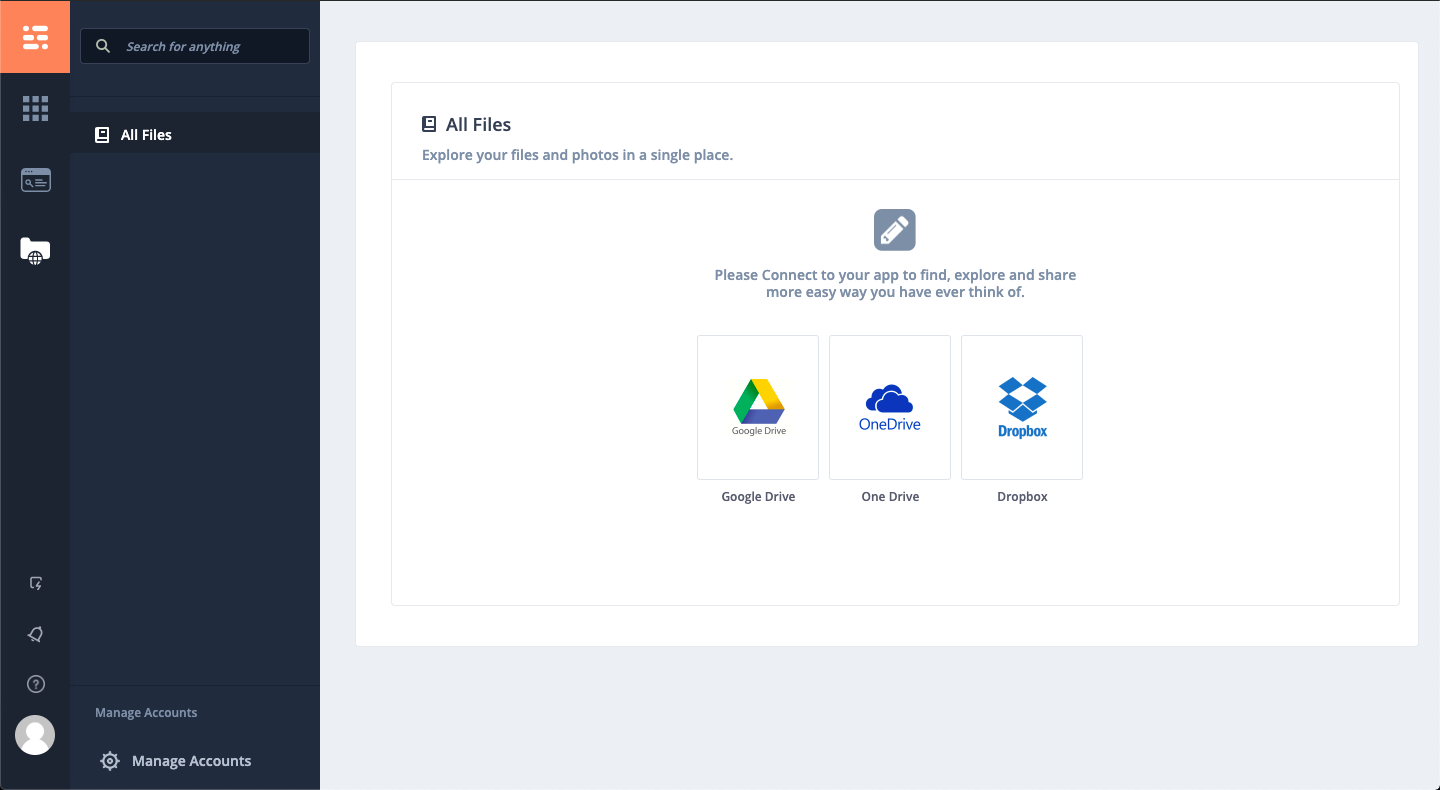 Search for anything
All Files
Manage Accounts
Manage Accounts
All Files
Explore your files and photos in a single place.
Please Connect to your app to find, explore and share
more easy way you have ever think of.
Google Drive
OneDrive
Dropbox
Google Drive
One Drive
Dropbox